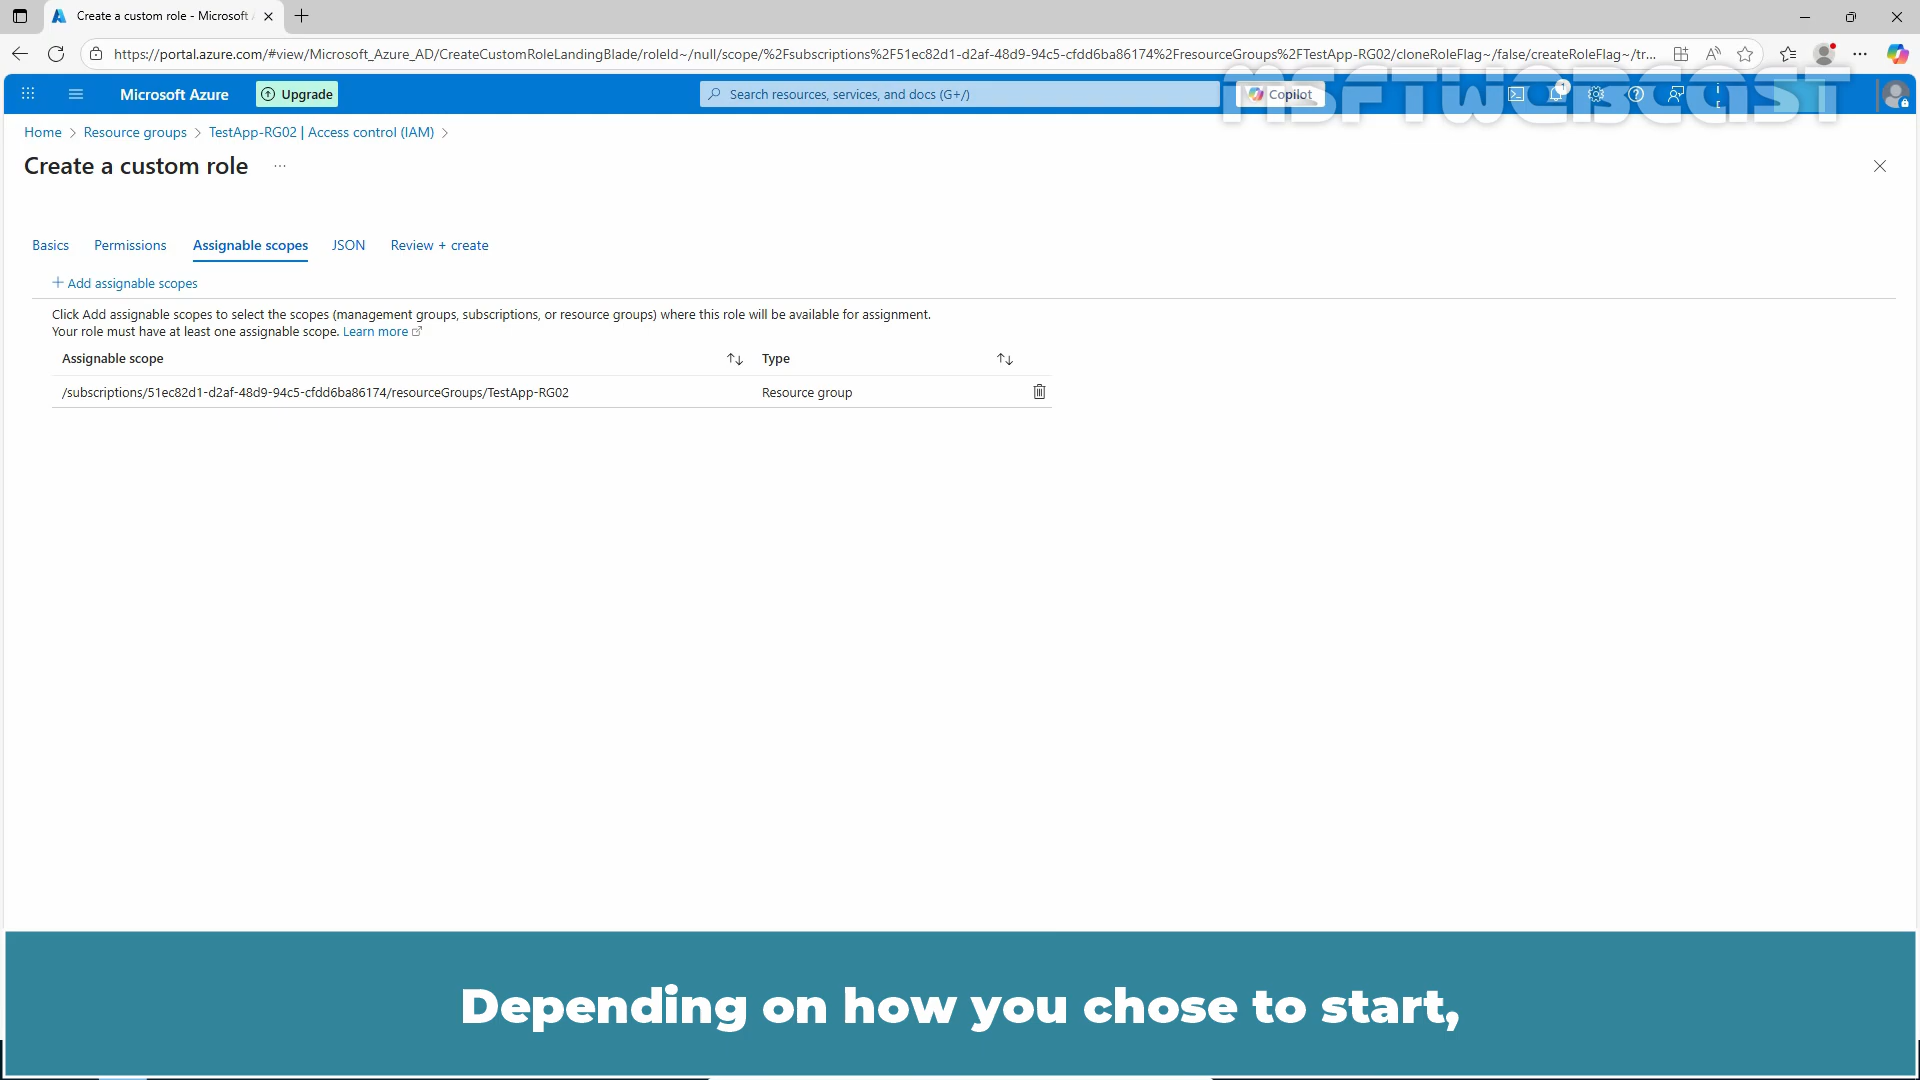 Create a custom role - Microsoft
https://portal.azure.com/#view/Microsoft_Azure_AD/CreateCustomRoleLandingBlade/roleId~/null/scope/%2Fsubscriptions%2F51ec82d1-d2af-48d9-94c5-cfdd6ba86174%2FresourceGroups%2FTestApp-RG02/cloneRoleFlag~/false/createRoleFlag~/tr...
Microsoft Azure
Upgrade
Search resources, services, and docs (G+/)
Copilot
1
MSFTWEBCAST
Home > Resource groups > TestApp-RG02 | Access control (IAM) >
Create a custom role ...
Basics Permissions Assignable scopes JSON Review + create
+ Add assignable scopes
Click Add assignable scopes to select the scopes (management groups, subscriptions, or resource groups) where this role will be available for assignment.
Your role must have at least one assignable scope. Learn more
Assignable scope Type
/subscriptions/51ec82d1-d2af-48d9-94c5-cfdd6ba86174/resourceGroups/TestApp-RG02 Resource group
Depending on how you chose to start,